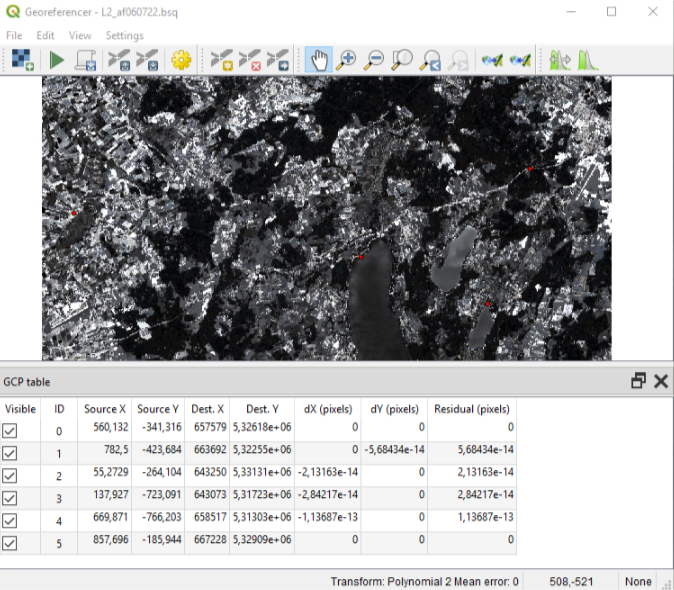 Georeferencer - L2_af060722.bsq
File Edit View Settings
GCP table
Visible ID Source X Source Y Dest. X Dest. Y dX (pixels) dY (pixels) Residual (pixels)
0 560,132 -341,316 657579 5,32618e+06 0 0 0
1 782,5 -423,684 663692 5,32255e+06 0 -5,68434e-14 5,68434e-14
2 55,2729 -264,104 643250 5,33131e+06 -2,13163e-14 0 2,13163e-14
3 137,927 -723,091 643073 5,31723e+06 -2,84217e-14 0 2,84217e-14
4 669,871 -766,203 658517 5,31303e+06 -1,13687e-13 0 1,13687e-13
5 857,696 -185,944 667228 5,32909e+06 0 0 0
Transform: Polynomial 2 Mean error: 0 508,-521 None